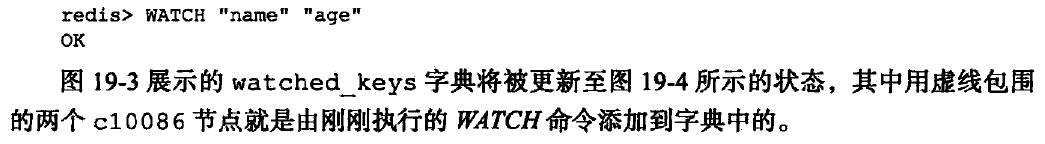 redis> WATCH "name" "age"
OK
图 19-3 展示的 watched_keys 字典将被更新至图 19-4 所示的状态，其中用虚线包围
的两个 c10086 节点就是由刚刚执行的 WATCH 命令添加到字典中的。